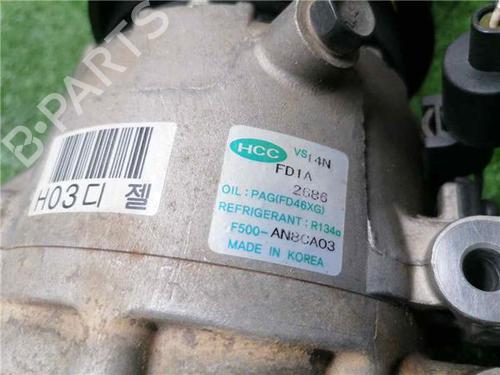 B-PARTS
H03디 젤
HCC VS14N
FD1A
2686
OIL : PAG(FD46XG)
REFRIGERANT : R134a
F500-AN8CA03
MADE IN KOREA